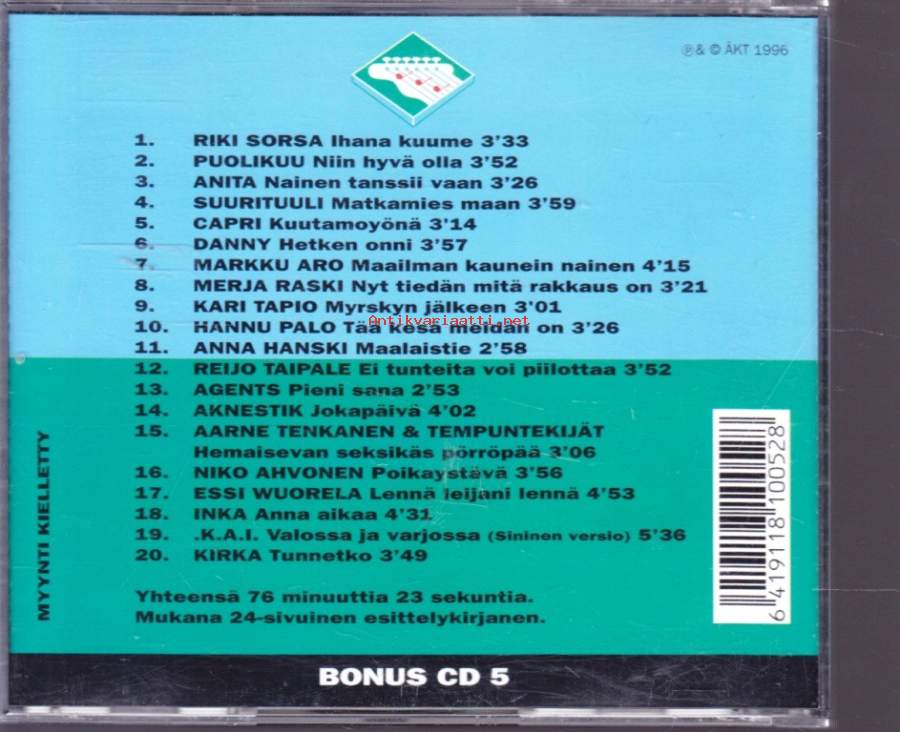 ℗ & © ÅKT 1996
1. RIKI SORSA Ihana kuume 3’33
2. PUOLIKUU Niin hyvä olla 3’52
3. ANITA Nainen tanssii vaan 3’26
4. SUURITUULI Matkamies maan 3’59
5. CAPRI Kuutamoyönä 3’14
6. DANNY Hetken onni 3’57
7. MARKKU ARO Maailman kaunein nainen 4’15
8. MERJA RASKI Nyt tiedän mitä rakkaus on 3’21
9. KARI TAPIO Myrskyn jälkeen 3’01
Antikvariaatti.net
10. HANNU PALO Tää kesä meidän on 3’26
11. ANNA HANSKI Maalaistie 2’58
12. REIJO TAIPALE Ei tunteita voi piilottaa 3’52
13. AGENTS Pieni sana 2’53
14. AKNESTIK Jokapäivä 4’02
15. AARNE TENKANEN & TEMPUNTEKIJÄT
Hemaisevan seksikäs pörröpää 3’06
16. NIKO AHVONEN Poikaystävä 3’56
17. ESSI WUORELA Lennä leijani lennä 4’53
18. INKA Anna aikaa 4’31
19. .K.A.I. Valossa ja varjossa (Sininen versio) 5’36
20. KIRKA Tunnetko 3’49
Yhteensä 76 minuuttia 23 sekuntia.
Mukana 24-sivuinen esittelykirjanen.
MYYNTI KIELLETTY
6 419118 100528
BONUS CD 5